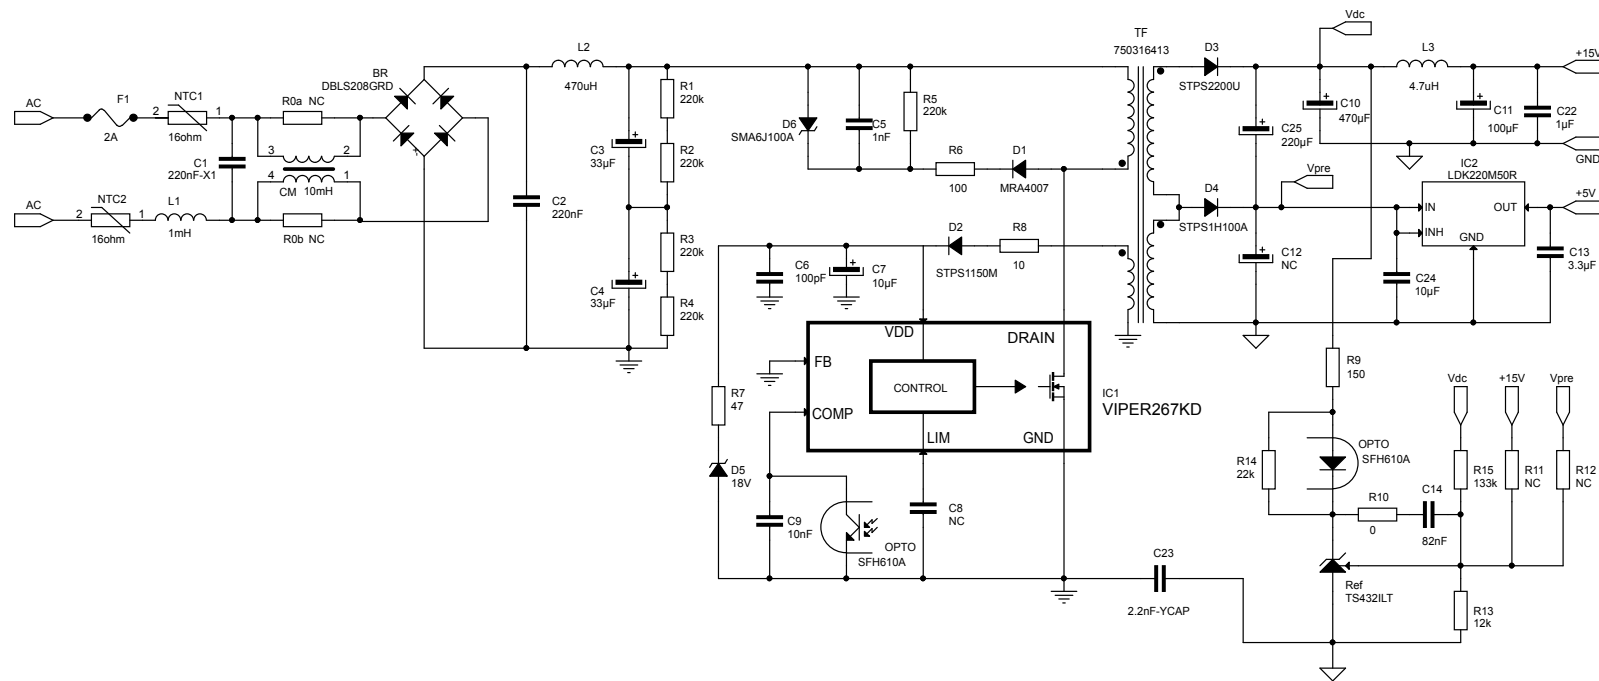 Vdc
TF
750316413
D3
STPS2200U
L3
4.7uH
+15V
L2
470uH
BR
DBLS208GRD
AC
F1
2A
2
NTC1
1
16ohm
R0a NC
3
2
4
1
CM
10mH
C1
220nF-X1
R0b NC
AC
2
NTC2
1
16ohm
L1
1mH
C2
220nF
C3
33µF
C4
33µF
R1
220k
R2
220k
R3
220k
R4
220k
D6
SMA6J100A
C5
1nF
R5
220k
R6
100
D1
MRA4007
C25
220µF
C10
470µF
C11
100µF
C22
1µF
GND
Vpre
D4
STPS1H100A
IC2
LDK220M50R
IN
INH
OUT
GND
+5V
C13
3.3µF
C24
10µF
C12
NC
D2
STPS1150M
R8
10
C6
100pF
C7
10µF
VDD
DRAIN
FB
CONTROL
COMP
LIM
GND
IC1
VIPER267KD
R7
47
D5
18V
C9
10nF
OPTO
SFH610A
C8
NC
C23
2.2nF-YCAP
R9
150
Vdc
+15V
Vpre
R14
22k
OPTO
SFH610A
R15
133k
R11
NC
R12
NC
R10
0
C14
82nF
Ref
TS432ILT
R13
12k